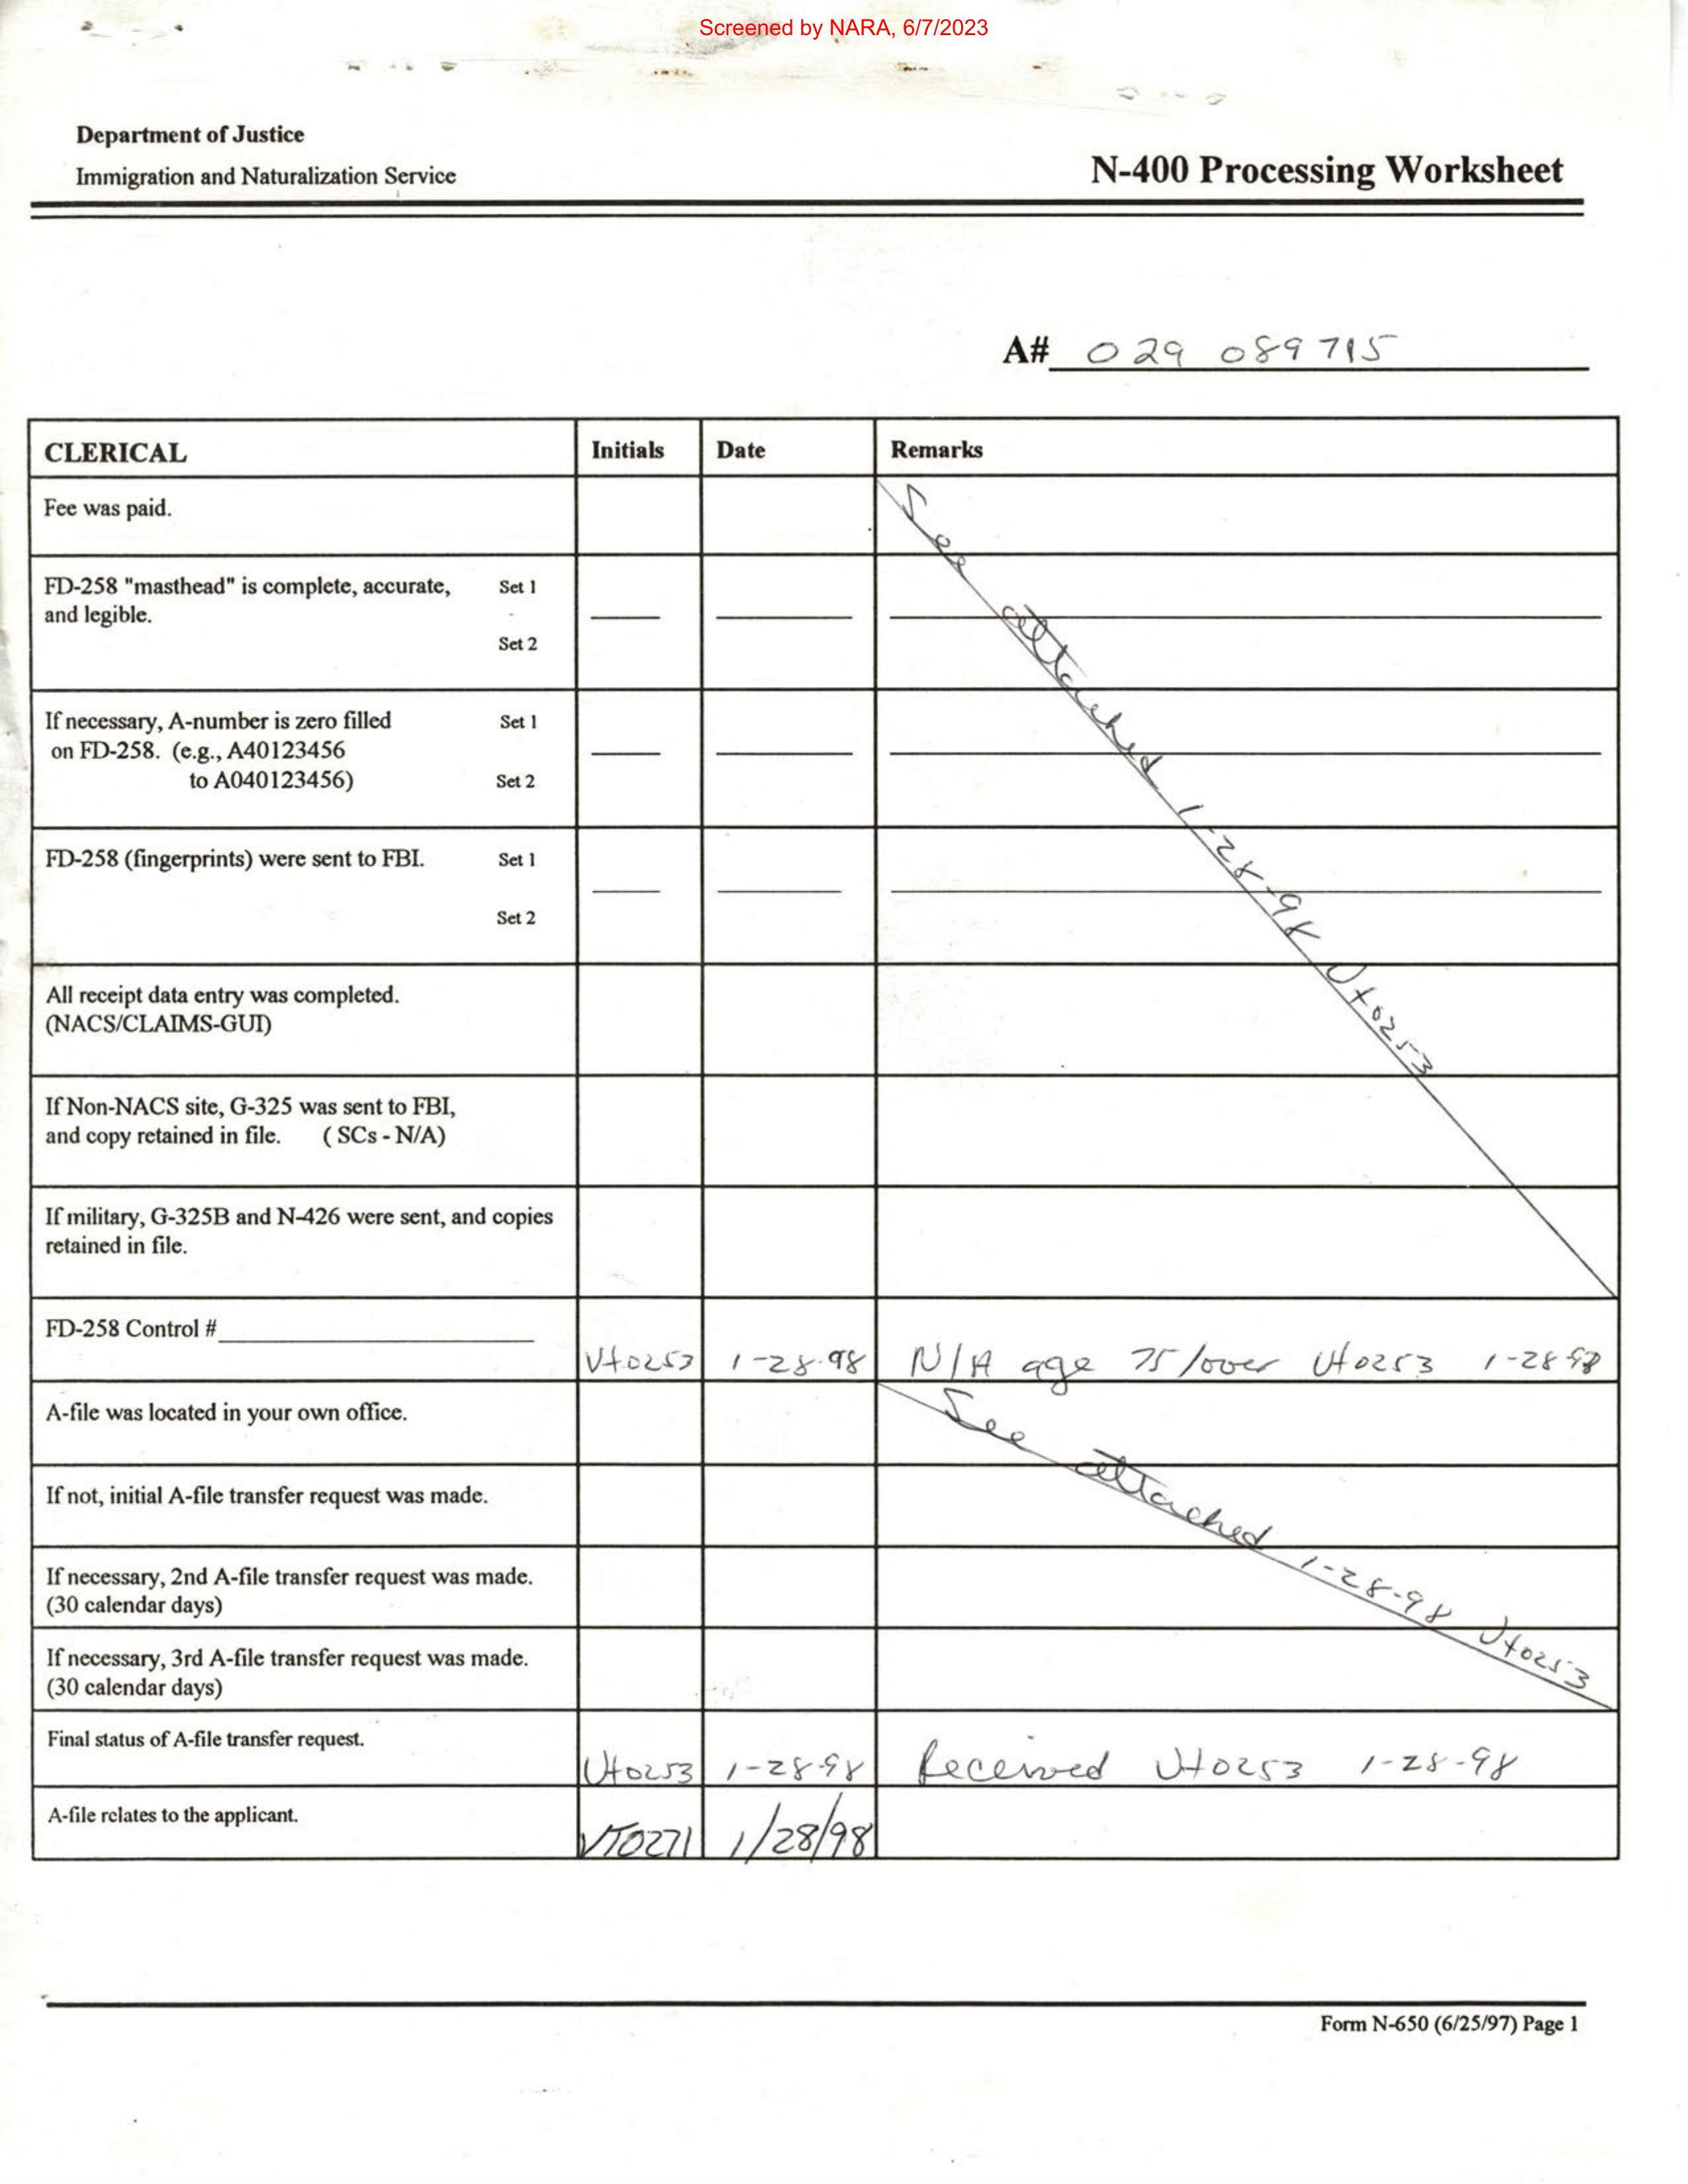 Screened by NARA, 6/7/2023
Department of Justice
Immigration and Naturalization Service
N-400 Processing Worksheet
A# 029 089715
CLERICAL Initials Date Remarks
Fee was paid.
FD-258 "masthead" is complete, accurate, Set 1
and legible.
Set 2
If necessary, A-number is zero filled Set 1
on FD-258. (e.g., A40123456
to A040123456) Set 2
FD-258 (fingerprints) were sent to FBI. Set 1
Set 2
See attached 1-28-98 Vt0253
All receipt data entry was completed.
(NACS/CLAIMS-GUI)
If Non-NACS site, G-325 was sent to FBI,
and copy retained in file. ( SCs - N/A)
If military, G-325B and N-426 were sent, and copies
retained in file.
FD-258 Control #
Vt0253 1-28-98 N/A age 75/over Vt0253 1-28-98
A-file was located in your own office.
See attached 1-28-98 Vt0253
If not, initial A-file transfer request was made.
If necessary, 2nd A-file transfer request was made.
(30 calendar days)
If necessary, 3rd A-file transfer request was made.
(30 calendar days)
Final status of A-file transfer request.
Vt0253 1-28-98 Received Vt0253 1-28-98
A-file relates to the applicant.
VT0271 1/28/98
Form N-650 (6/25/97) Page 1